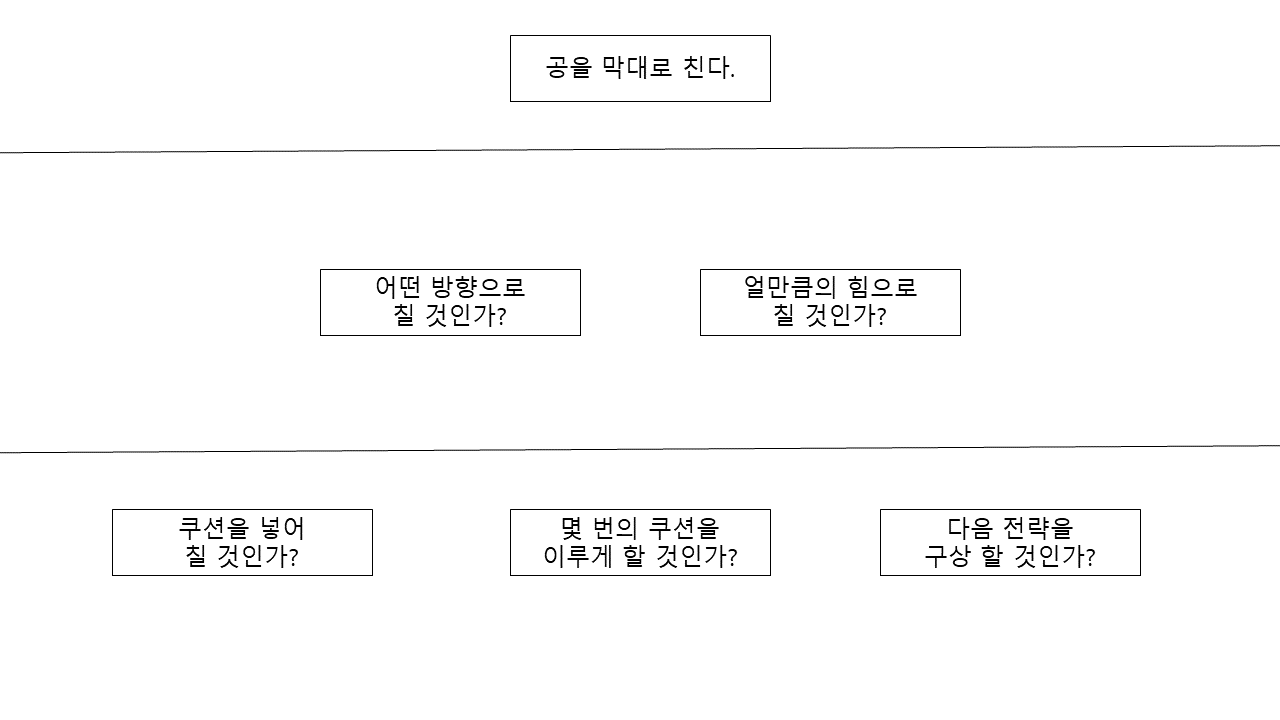 공을 막대로 친다.
어떤 방향으로
칠 것인가?
얼만큼의 힘으로
칠 것인가?
쿠션을 넣어
칠 것인가?
몇 번의 쿠션을
이루게 할 것인가?
다음 전략을
구상 할 것인가?